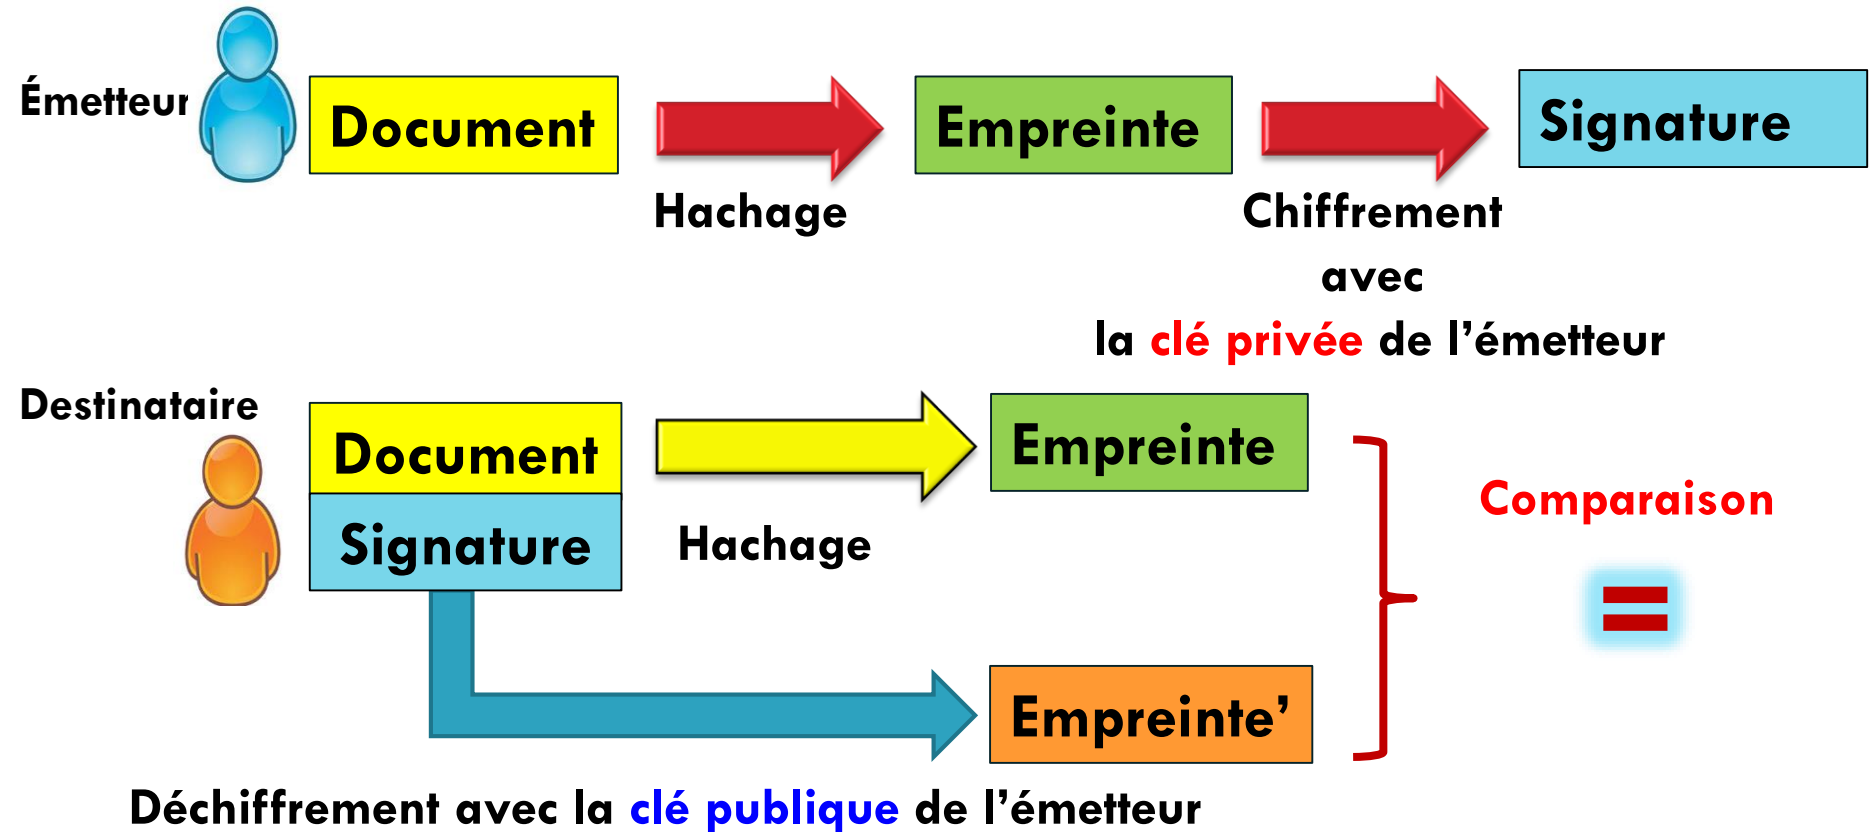 Émetteur
Document
Empreinte
Signature
Hachage
Chiffrement
avec
la clé privée de l’émetteur
Destinataire
Document
Signature
Hachage
Empreinte
Comparaison
=
Empreinte’
Déchiffrement avec la clé publique de l’émetteur